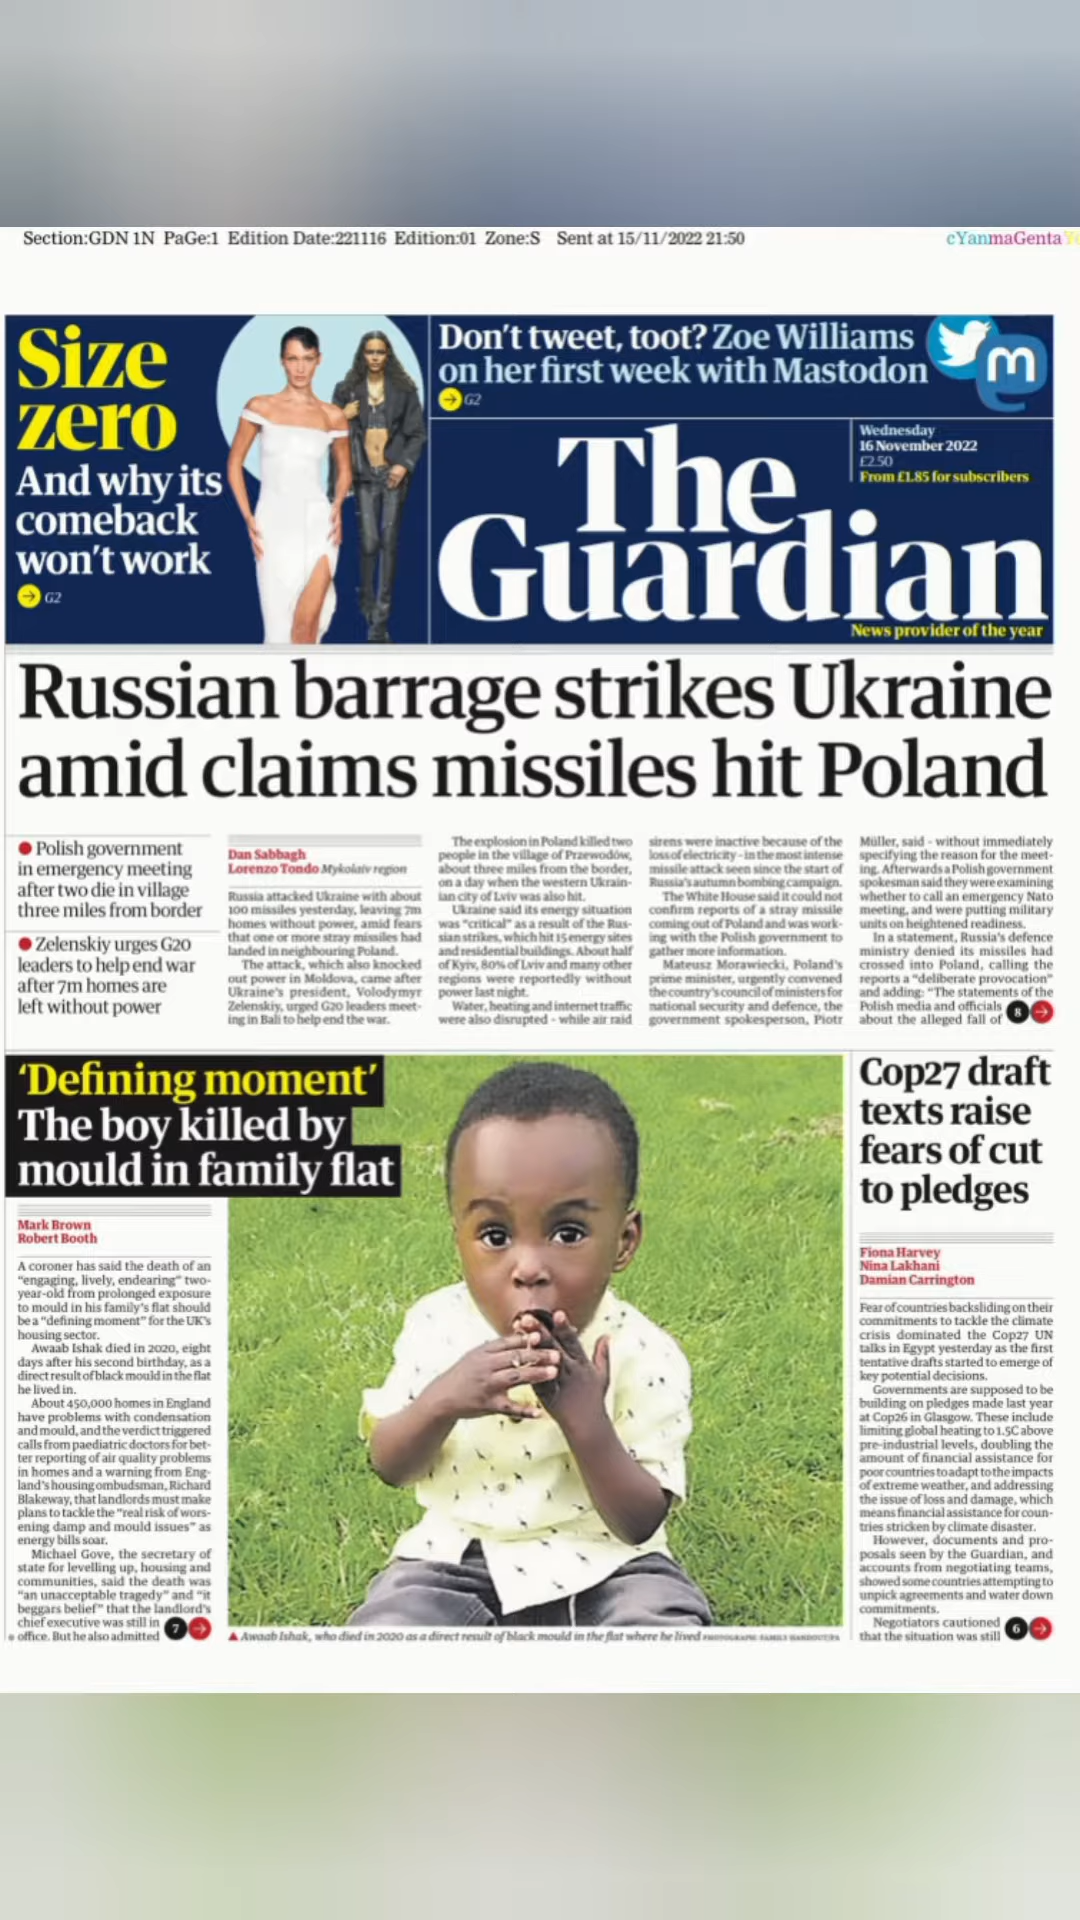 Section:GDN 1N PaGe:1 Edition Date:221116 Edition:01 Zone:S Sent at 15/11/2022 21:50
cYanmaGentaYe
Size
zero
And why its
comeback
won't work
G2
Don't tweet, toot? Zoe Williams
on her first week with Mastodon
G2
m
Wednesday
16 November 2022
£2.50
From £1.85 for subscribers
The
Guardian
News provider of the year
Russian barrage strikes Ukraine
amid claims missiles hit Poland
● Polish government
in emergency meeting
after two die in village
three miles from border
● Zelenskiy urges G20
leaders to help end war
after 7m homes are
left without power
Dan Sabbagh
Lorenzo Tondo Mykolaiv region
Russia attacked Ukraine with about
100 missiles yesterday, leaving 7m
homes without power, amid fears
that one or more stray missiles had
landed in neighbouring Poland.
The attack, which also knocked
out power in Moldova, came after
Ukraine's president, Volodymyr
Zelenskiy, urged G20 leaders meet-
ing in Bali to help end the war.
The explosion in Poland killed two
people in the village of Przewodów,
about three miles from the border,
on a day when the western Ukrain-
ian city of Lviv was also hit.
Ukraine said its energy situation
was "critical" as a result of the Rus-
sian strikes, which hit 15 energy sites
and residential buildings. About half
of Kyiv, 80% of Lviv and many other
regions were reportedly without
power last night.
Water, heating and internet traffic
were also disrupted - while air raid
sirens were inactive because of the
loss of electricity - in the most intense
missile attack seen since the start of
Russia's autumn bombing campaign.
The White House said it could not
confirm reports of a stray missile
coming out of Poland and was work-
ing with the Polish government to
gather more information.
Mateusz Morawiecki, Poland's
prime minister, urgently convened
the country's council of ministers for
national security and defence, the
government spokesperson, Piotr
Müller, said - without immediately
specifying the reason for the meet-
ing. Afterwards a Polish government
spokesman said they were examining
whether to call an emergency Nato
meeting, and were putting military
units on heightened readiness.
In a statement, Russia's defence
ministry denied its missiles had
crossed into Poland, calling the
reports a "deliberate provocation"
and adding: "The statements of the
Polish media and officials
about the alleged fall of 8
'Defining moment'
The boy killed by
mould in family flat
Mark Brown
Robert Booth
A coroner has said the death of an
"engaging, lively, endearing" two-
year-old from prolonged exposure
to mould in his family's flat should
be a "defining moment" for the UK's
housing sector.
Awaab Ishak died in 2020, eight
days after his second birthday, as a
direct result of black mould in the flat
he lived in.
About 450,000 homes in England
have problems with condensation
and mould, and the verdict triggered
calls from paediatric doctors for bet-
ter reporting of air quality problems
in homes and a warning from Eng-
land's housing ombudsman, Richard
Blakeway, that landlords must make
plans to tackle the "real risk of wors-
ening damp and mould issues" as
energy bills soar.
Michael Gove, the secretary of
state for levelling up, housing and
communities, said the death was
"an unacceptable tragedy" and "it
beggars belief" that the landlord's
chief executive was still in
office. But he also admitted 7
▲ Awaab Ishak, who died in 2020 as a direct result of black mould in the flat where he lived PHOTOGRAPH: FAMILY HANDOUT/PA
Cop27 draft
texts raise
fears of cut
to pledges
Fiona Harvey
Nina Lakhani
Damian Carrington
Fear of countries backsliding on their
commitments to tackle the climate
crisis dominated the Cop27 UN
talks in Egypt yesterday as the first
tentative drafts started to emerge of
key potential decisions.
Governments are supposed to be
building on pledges made last year
at Cop26 in Glasgow. These include
limiting global heating to 1.5C above
pre-industrial levels, doubling the
amount of financial assistance for
poor countries to adapt to the impacts
of extreme weather, and addressing
the issue of loss and damage, which
means financial assistance for coun-
tries stricken by climate disaster.
However, documents and pro-
posals seen by the Guardian, and
accounts from negotiating teams,
showed some countries attempting to
unpick agreements and water down
commitments.
Negotiators cautioned
that the situation was still 6